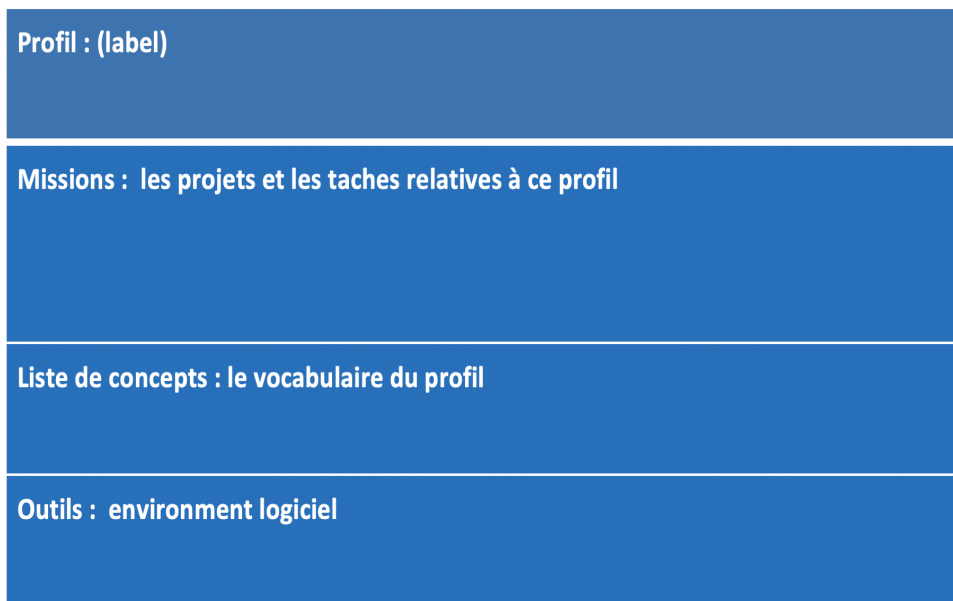 Profil : (label)
Missions :  les projets et les taches relatives à ce profil
Liste de concepts : le vocabulaire du profil
Outils :  environment logiciel